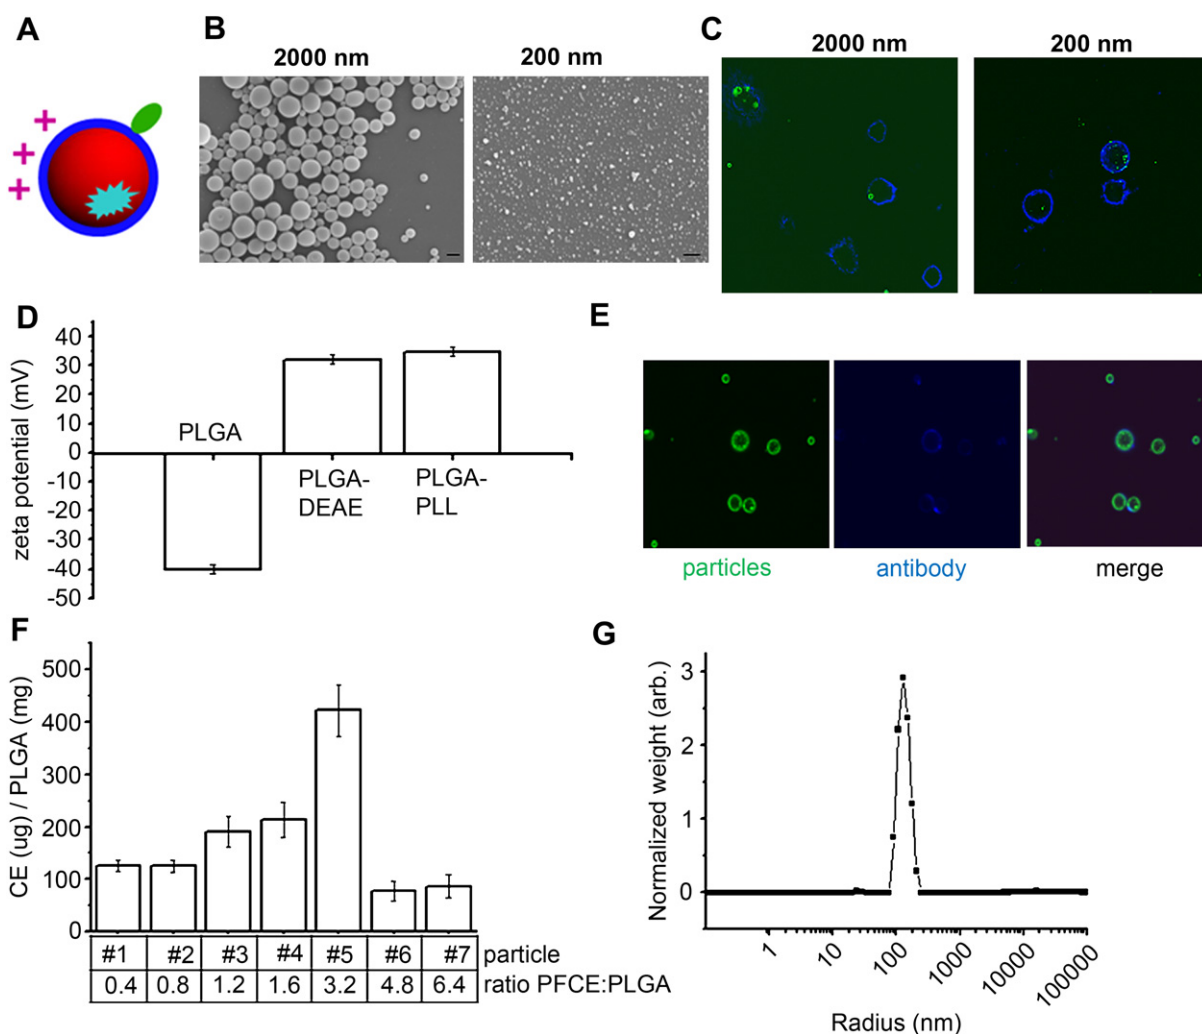 A
+
+
+
B
2000 nm
200 nm
C
2000 nm
200 nm
D
zeta potential (mV)
40
30
20
10
0
-10
-20
-30
-40
-50
PLGA
PLGA-
DEAE
PLGA-
PLL
E
particles
antibody
merge
F
CE (ug) / PLGA (mg)
500
400
300
200
100
0
#1 #2 #3 #4 #5 #6 #7 particle
0.4 0.8 1.2 1.6 3.2 4.8 6.4 ratio PFCE:PLGA
G
Normalized weight (arb.)
3
2
1
0
1 10 100 1000 10000 100000
Radius (nm)